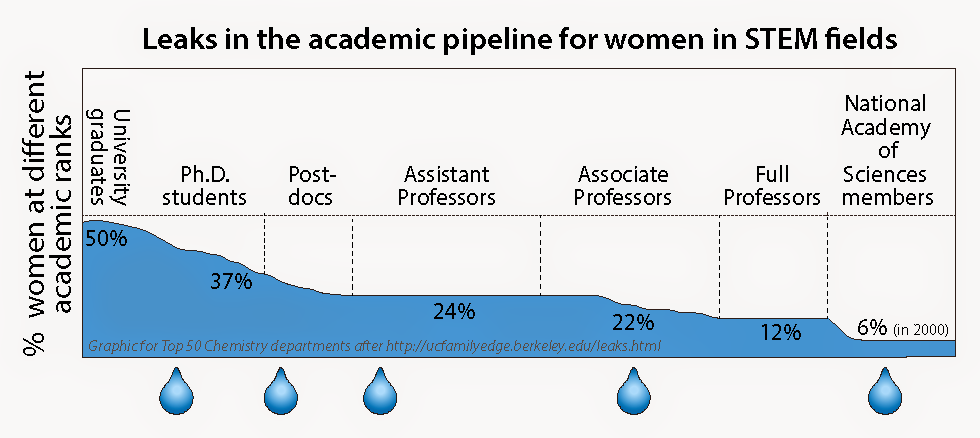 Leaks in the academic pipeline for women in STEM fields
% women at different
academic ranks
University
graduates
Ph.D.
students
Post-
docs
Assistant
Professors
Associate
Professors
Full
Professors
National
Academy
of
Sciences
members
50%
37%
24%
22%
12%
6% (in 2000)
Graphic for Top 50 Chemistry departments after http://ucfamilyedge.berkeley.edu/leaks.html